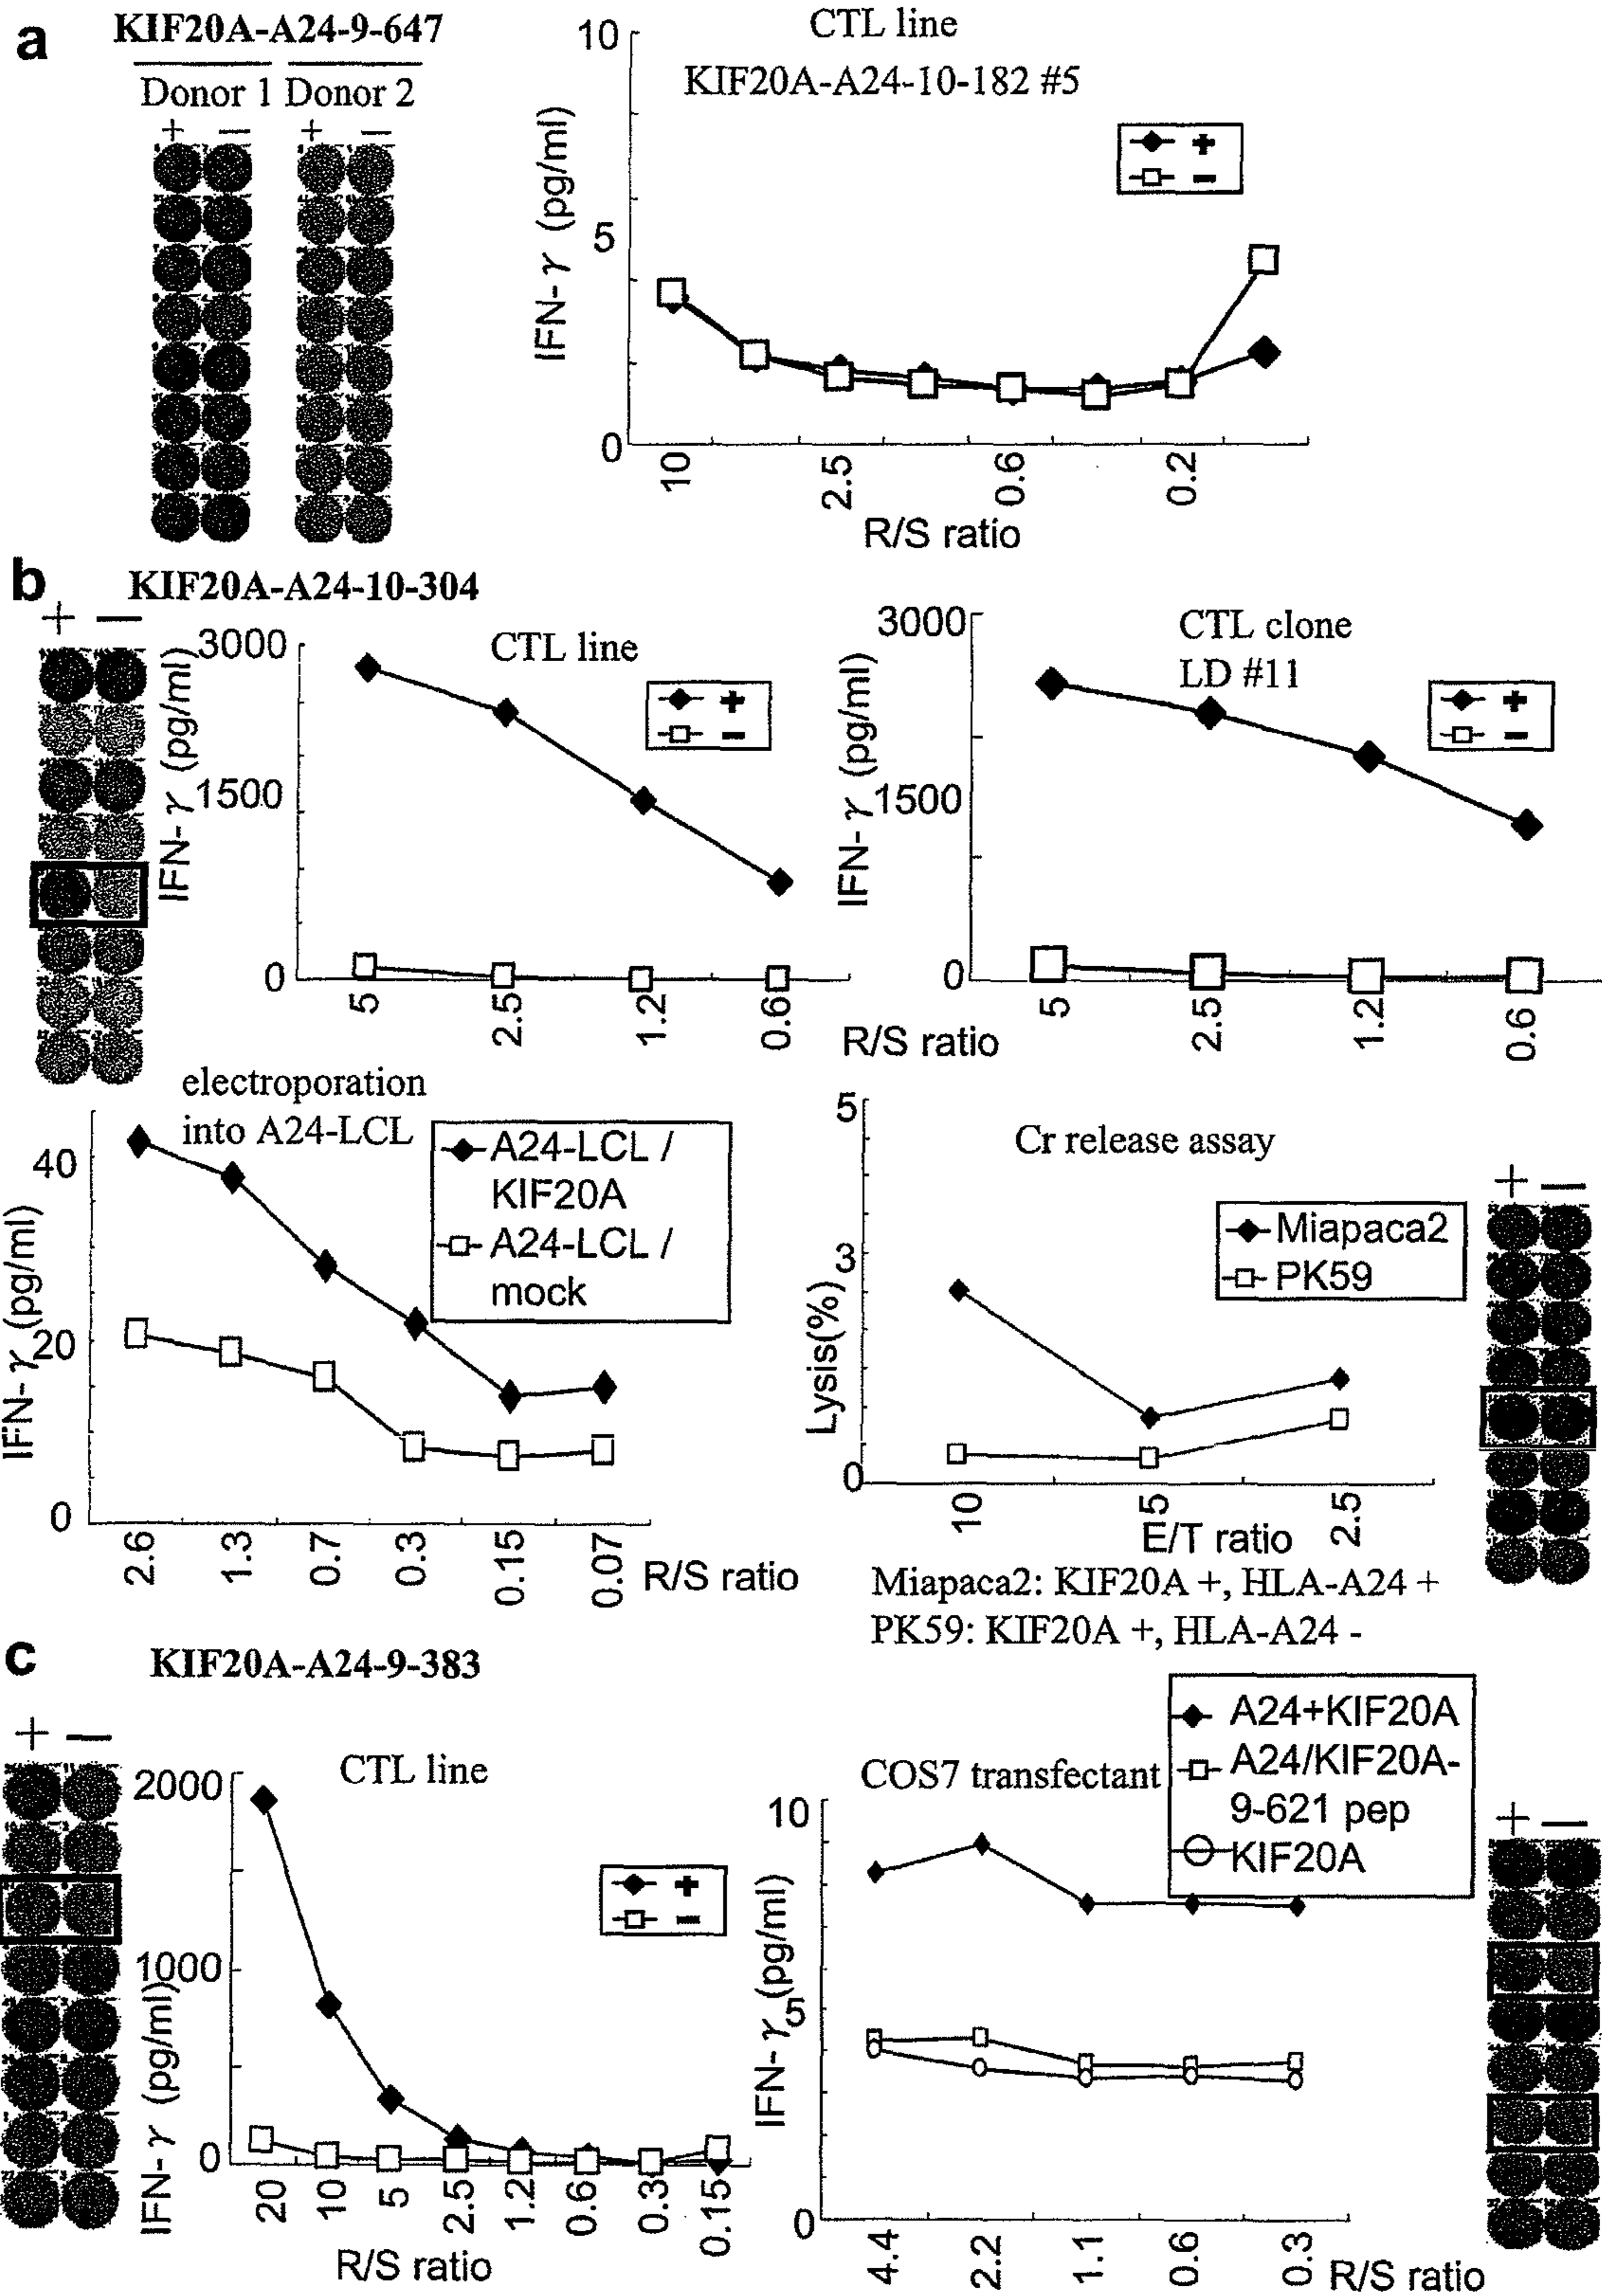 a
KIF20A-A24-9-647
Donor 1 Donor 2
+ − + −
CTL line
KIF20A-A24-10-182 #5
+
−
10
5
0
IFN-γ (pg/ml)
10
2.5
0.6
0.2
R/S ratio
b
KIF20A-A24-10-304
+ −
CTL line
+
−
3000
1500
0
IFN-γ (pg/ml)
5
2.5
1.2
0.6
R/S ratio
CTL clone
LD #11
+
−
3000
1500
0
IFN-γ (pg/ml)
5
2.5
1.2
0.6
electroporation
into A24-LCL
A24-LCL /
KIF20A
A24-LCL /
mock
40
20
0
IFN-γ (pg/ml)
2.6
1.3
0.7
0.3
0.15
0.07
R/S ratio
Cr release assay
Miapaca2
PK59
5
3
0
Lysis(%)
10
5
2.5
E/T ratio
+ −
Miapaca2: KIF20A +, HLA-A24 +
PK59: KIF20A +, HLA-A24 -
c
KIF20A-A24-9-383
+ −
CTL line
+
−
2000
1000
0
IFN-γ (pg/ml)
20
10
5
2.5
1.2
0.6
0.3
0.15
R/S ratio
COS7 transfectant
A24+KIF20A
A24/KIF20A-
9-621 pep
KIF20A
10
5
0
IFN-γ (pg/ml)
4.4
2.2
1.1
0.6
0.3
R/S ratio
+ −